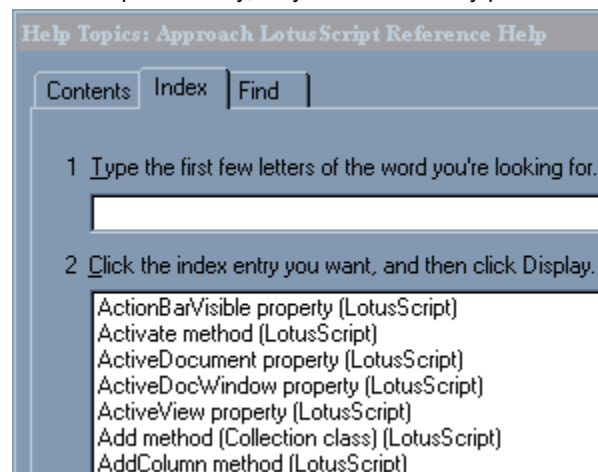 Help Topics: Approach LotusScript Reference Help
Contents Index Find
1 Type the first few letters of the word you're looking for.
2 Click the index entry you want, and then click Display.
ActionBarVisible property (LotusScript)
Activate method (LotusScript)
ActiveDocument property (LotusScript)
ActiveDocWindow property (LotusScript)
ActiveView property (LotusScript)
Add method (Collection class) (LotusScript)
AddColumn method (LotusScript)